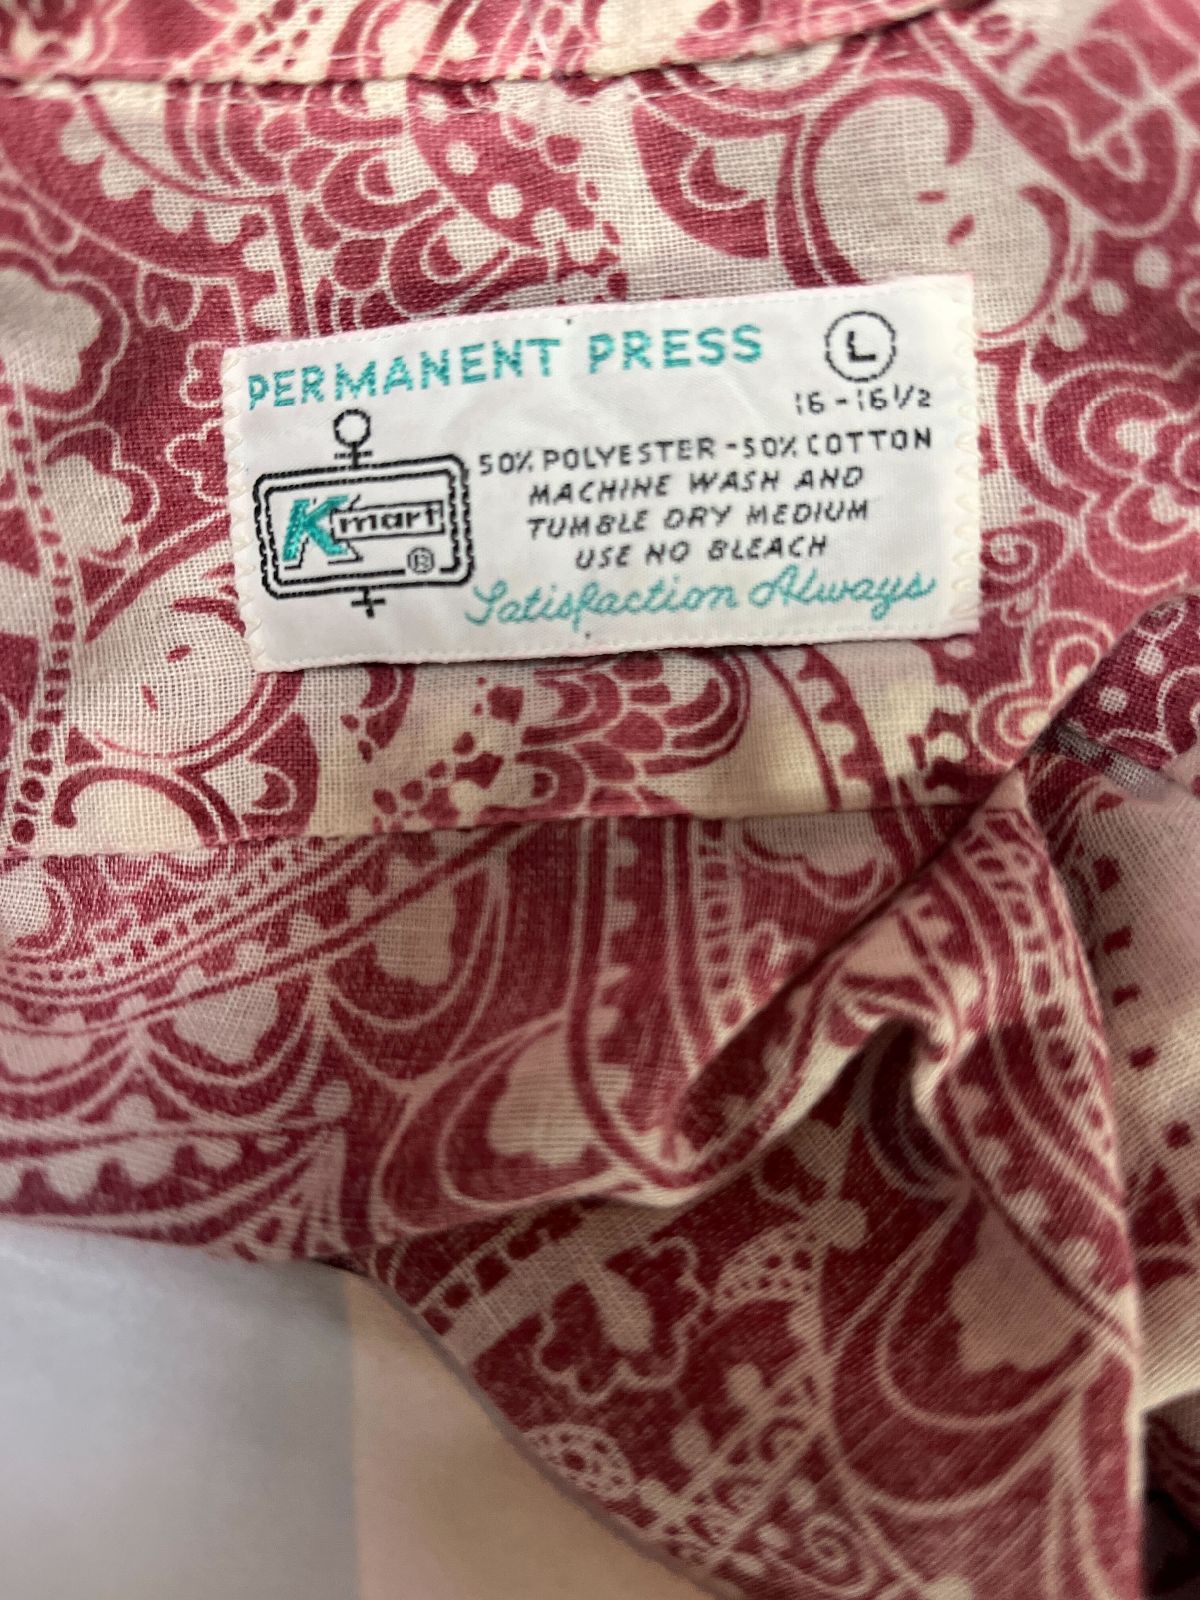 PERMANENT PRESS
L
16-16 1/2
50% POLYESTER-50% COTTON
MACHINE WASH AND
TUMBLE DRY MEDIUM
USE NO BLEACH
Kmart ®
Satisfaction Always